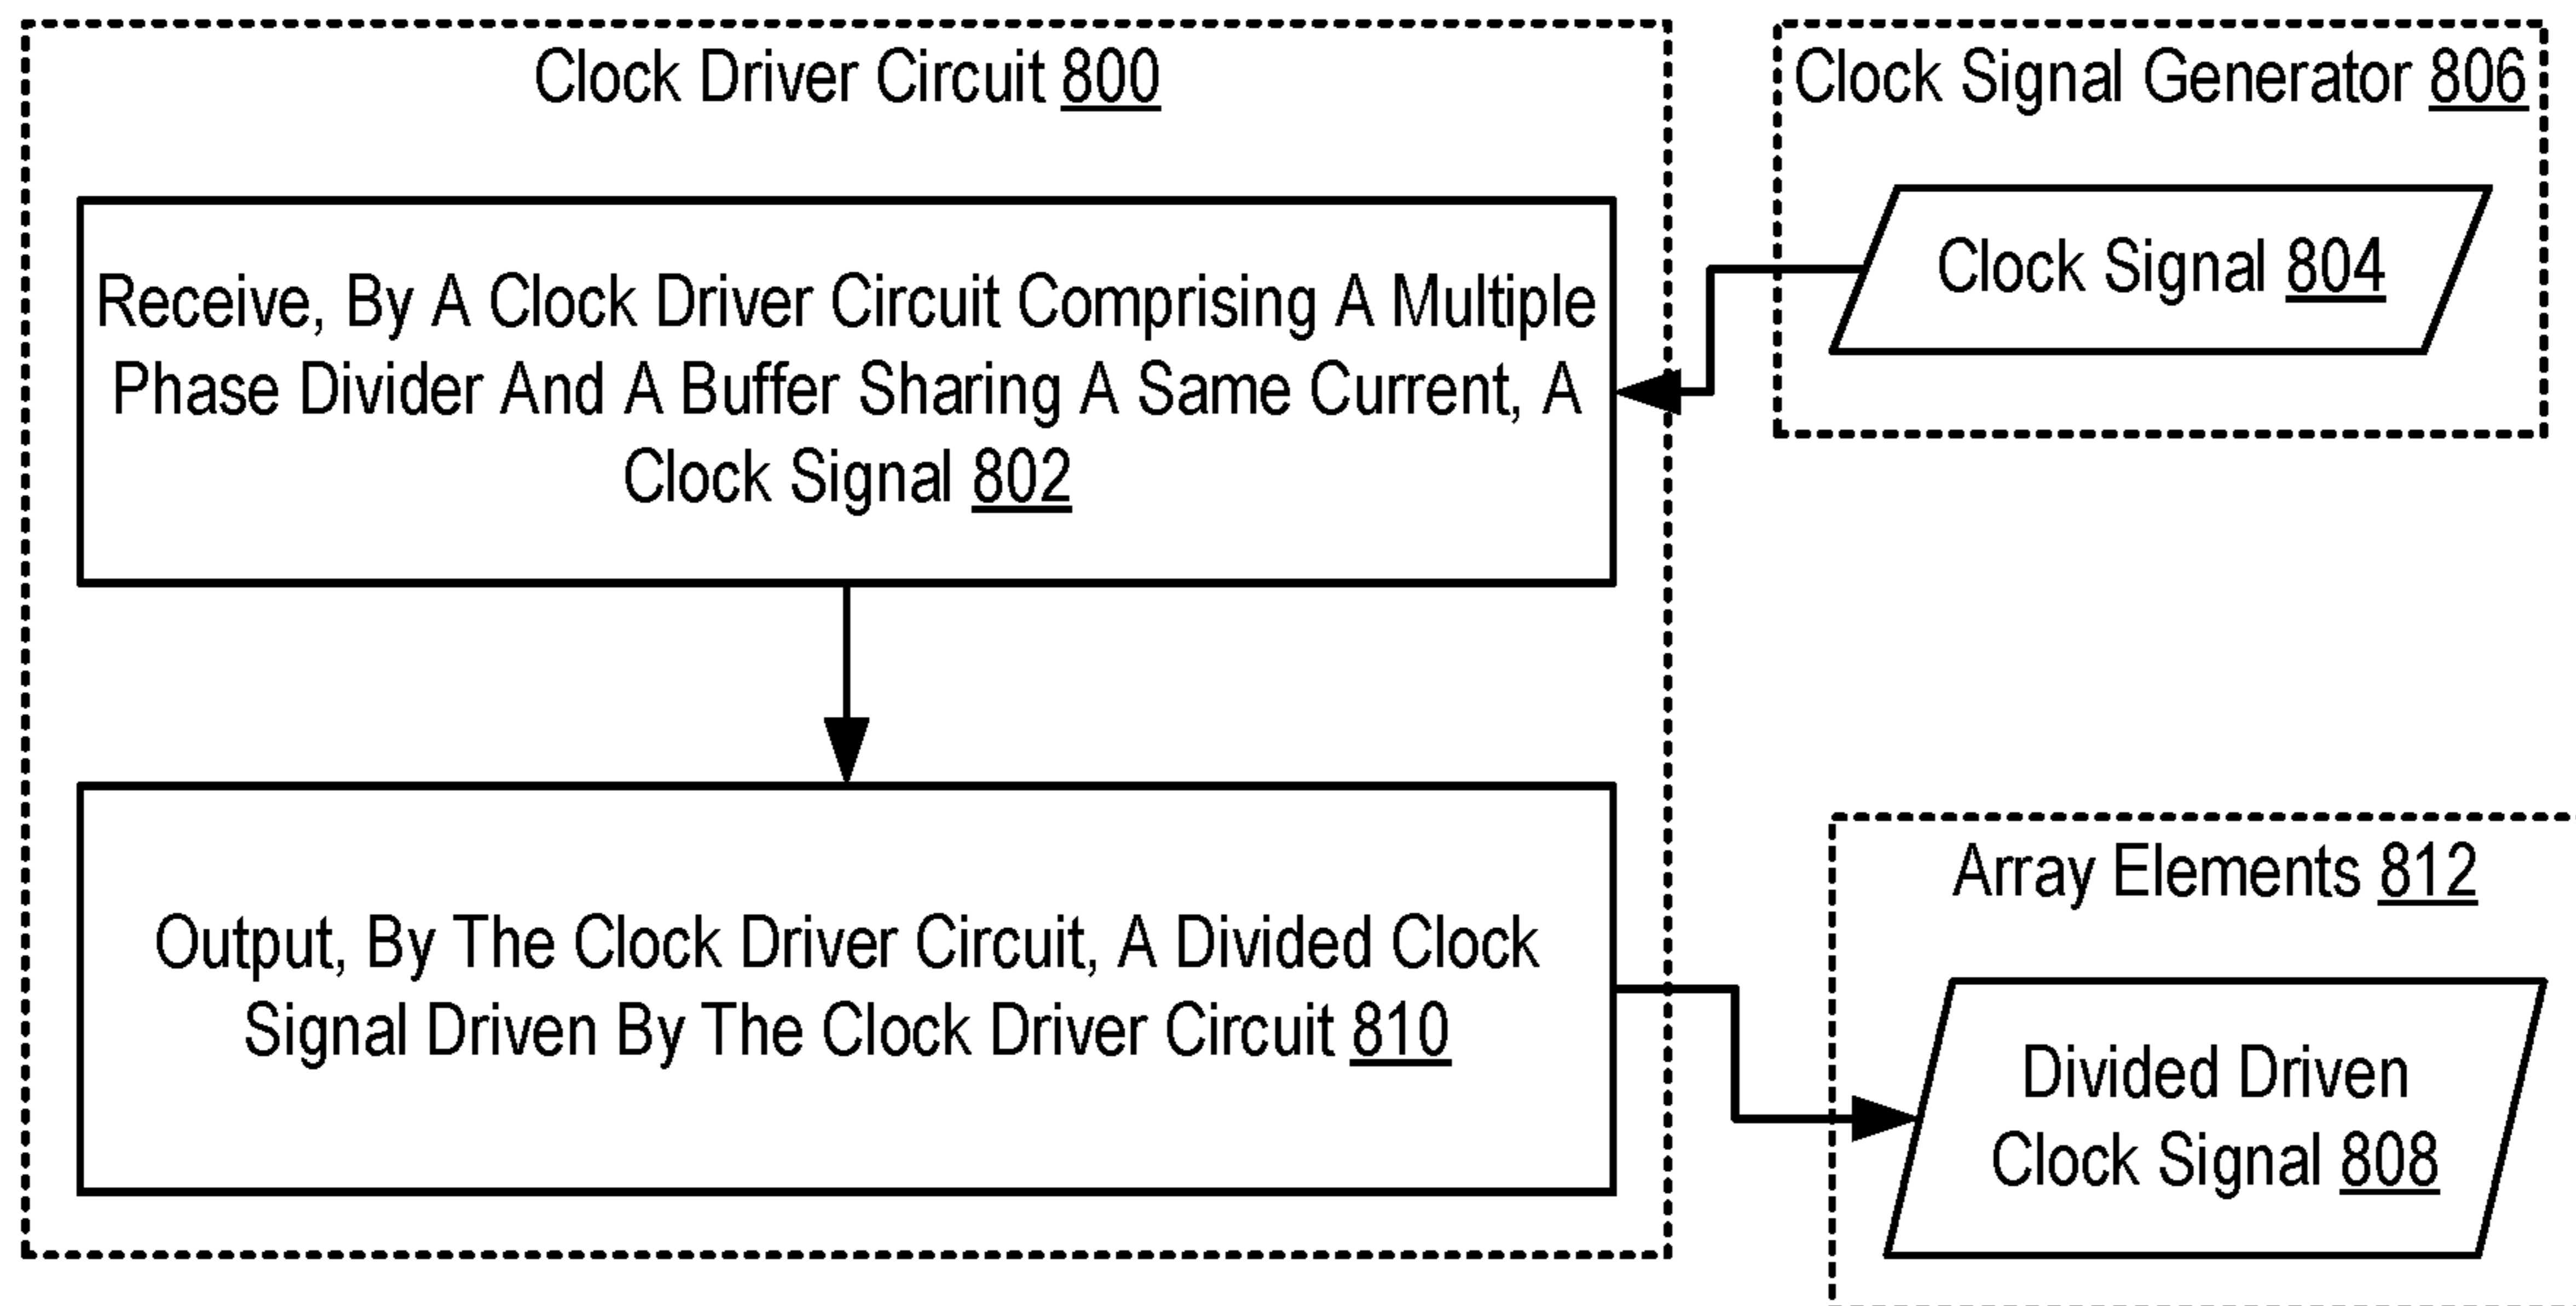 Clock Driver Circuit 800
Receive, By A Clock Driver Circuit Comprising A Multiple
Phase Divider And A Buffer Sharing A Same Current, A
Clock Signal 802
Output, By The Clock Driver Circuit, A Divided Clock
Signal Driven By The Clock Driver Circuit 810
Clock Signal Generator 806
Clock Signal 804
Array Elements 812
Divided Driven
Clock Signal 808